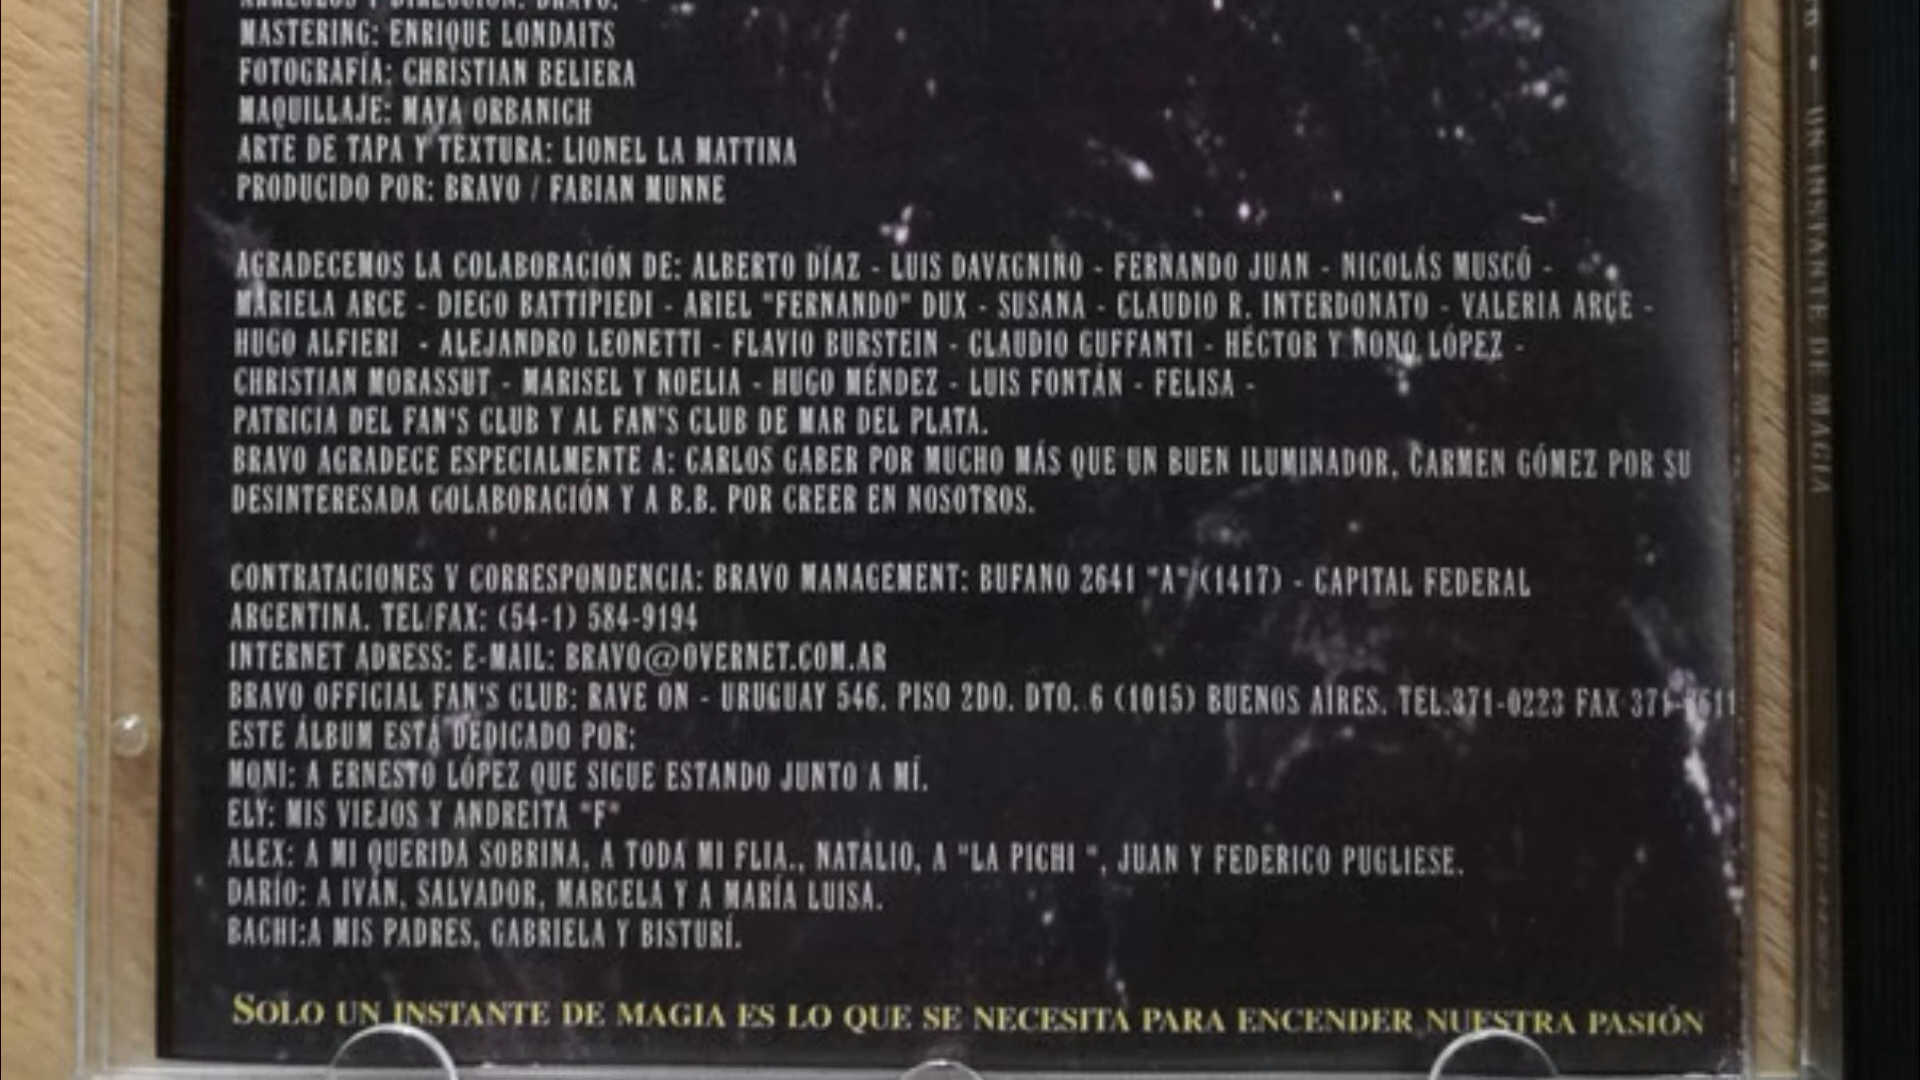 ARREGLOS Y DIRECCIÓN: BRAVO.
MASTERING: ENRIQUE LONDAITS
FOTOGRAFÍA: CHRISTIAN BELIERA
MAQUILLAJE: MAYA ORBANICH
ARTE DE TAPA Y TEXTURA: LIONEL LA MATTINA
PRODUCIDO POR: BRAVO / FABIAN MUNNE
AGRADECEMOS LA COLABORACIÓN DE: ALBERTO DÍAZ - LUIS DAVAGNINO - FERNANDO JUAN - NICOLÁS MUSCÓ -
MARIELA ARCE - DIEGO BATTIPIEDI - ARIEL "FERNANDO" DUX - SUSANA - CLAUDIO R. INTERDONATO - VALERIA ARCE -
HUGO ALFIERI - ALEJANDRO LEONETTI - FLAVIO BURSTEIN - CLAUDIO GUFFANTI - HÉCTOR Y NONO LÓPEZ -
CHRISTIAN MORASSUT - MARISEL Y NOELIA - HUGO MÉNDEZ - LUIS FONTÁN - FELISA -
PATRICIA DEL FAN'S CLUB Y AL FAN'S CLUB DE MAR DEL PLATA.
BRAVO AGRADECE ESPECIALMENTE A: CARLOS GABER POR MUCHO MÁS QUE UN BUEN ILUMINADOR, CARMEN GÓMEZ POR SU
DESINTERESADA COLABORACIÓN Y A B.B. POR CREER EN NOSOTROS.
CONTRATACIONES Y CORRESPONDENCIA: BRAVO MANAGEMENT: BUFANO 2641 "A" (1417) - CAPITAL FEDERAL
ARGENTINA. TEL/FAX: (54-1) 584-9194
INTERNET ADRESS: E-MAIL: BRAVO@OVERNET.COM.AR
BRAVO OFFICIAL FAN'S CLUB: RAVE ON - URUGUAY 546. PISO 2DO. DTO. 6 (1015) BUENOS AIRES. TEL:371-0223 FAX
ESTE ÁLBUM ESTÁ DEDICADO POR:
MONI: A ERNESTO LÓPEZ QUE SIGUE ESTANDO JUNTO A MÍ.
ELY: MIS VIEJOS Y ANDREITA "F"
ALEX: A MI QUERIDA SOBRINA, A TODA MI FLIA., NATALIO, A "LA PICHI ", JUAN Y FEDERICO PUGLIESE.
DARÍO: A IVÁN, SALVADOR, MARCELA Y A MARÍA LUISA.
BACHI:A MIS PADRES, GABRIELA Y BISTURÍ.
SOLO UN INSTANTE DE MAGIA ES LO QUE SE NECESITA PARA ENCENDER NUESTRA PASIÓN
UN INSTANTE DE MAGIA